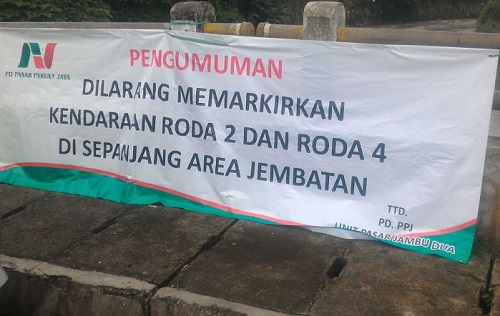 PD PASAR PAKUAN JAYA
PENGUMUMAN
DILARANG MEMARKIRKAN
KENDARAAN RODA 2 DAN RODA 4
DI SEPANJANG AREA JEMBATAN
TTD.
PD. PPJ
UNIT PASAR JAMBU DUA